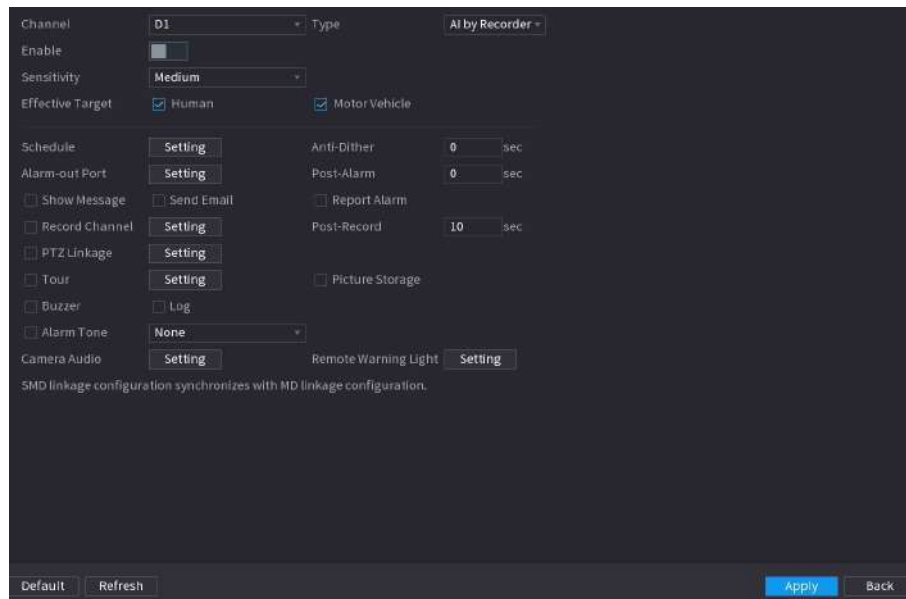 Channel D1 Type AI by Recorder
Enable
Sensitivity Medium
Effective Target Human Motor Vehicle
Schedule Setting Anti-Dither 0 sec
Alarm-out Port Setting Post-Alarm 0 sec
Show Message Send Email Report Alarm
Record Channel Setting Post-Record 10 sec
PTZ Linkage Setting
Tour Setting Picture Storage
Buzzer Log
Alarm Tone None
Camera Audio Setting Remote Warning Light Setting
SMD linkage configuration synchronizes with MD linkage configuration.
Default Refresh Apply Back